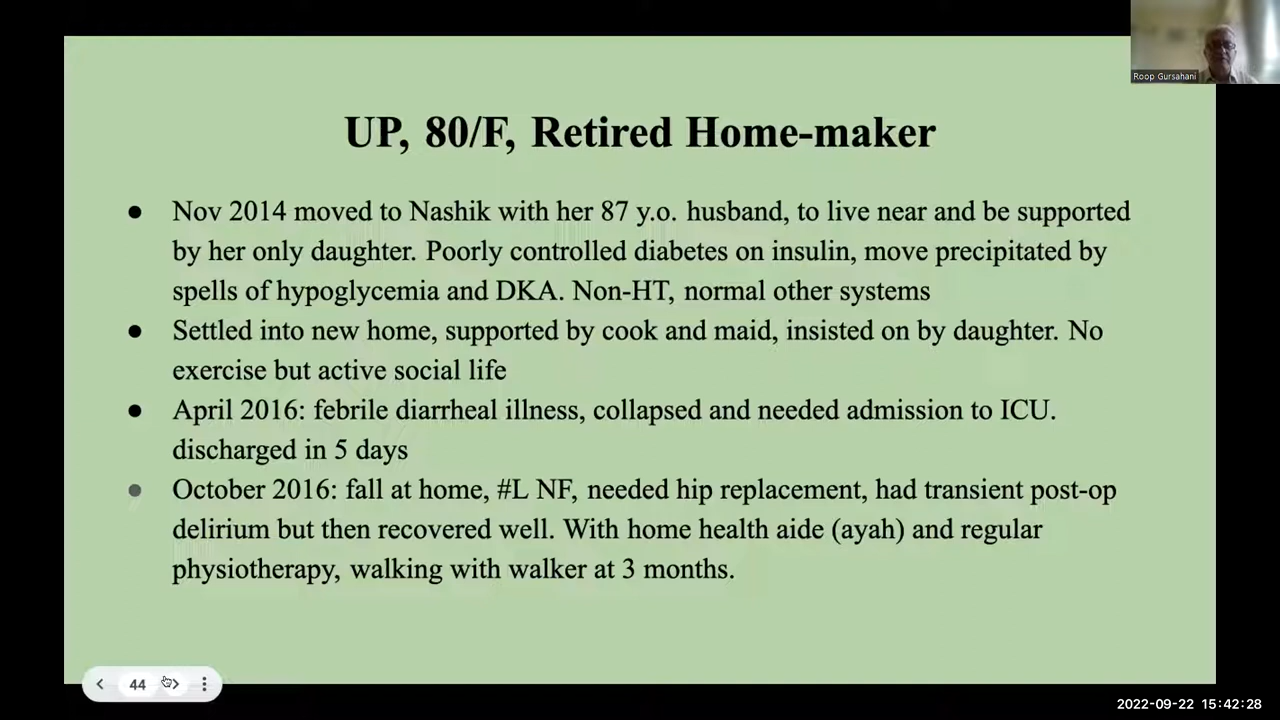 Roop Gursahani
UP, 80/F, Retired Home-maker
● Nov 2014 moved to Nashik with her 87 y.o. husband, to live near and be supported
by her only daughter. Poorly controlled diabetes on insulin, move precipitated by
spells of hypoglycemia and DKA. Non-HT, normal other systems
● Settled into new home, supported by cook and maid, insisted on by daughter. No
exercise but active social life
● April 2016: febrile diarrheal illness, collapsed and needed admission to ICU.
discharged in 5 days
● October 2016: fall at home, #L NF, needed hip replacement, had transient post-op
delirium but then recovered well. With home health aide (ayah) and regular
physiotherapy, walking with walker at 3 months.
44
2022-09-22 15:42:28